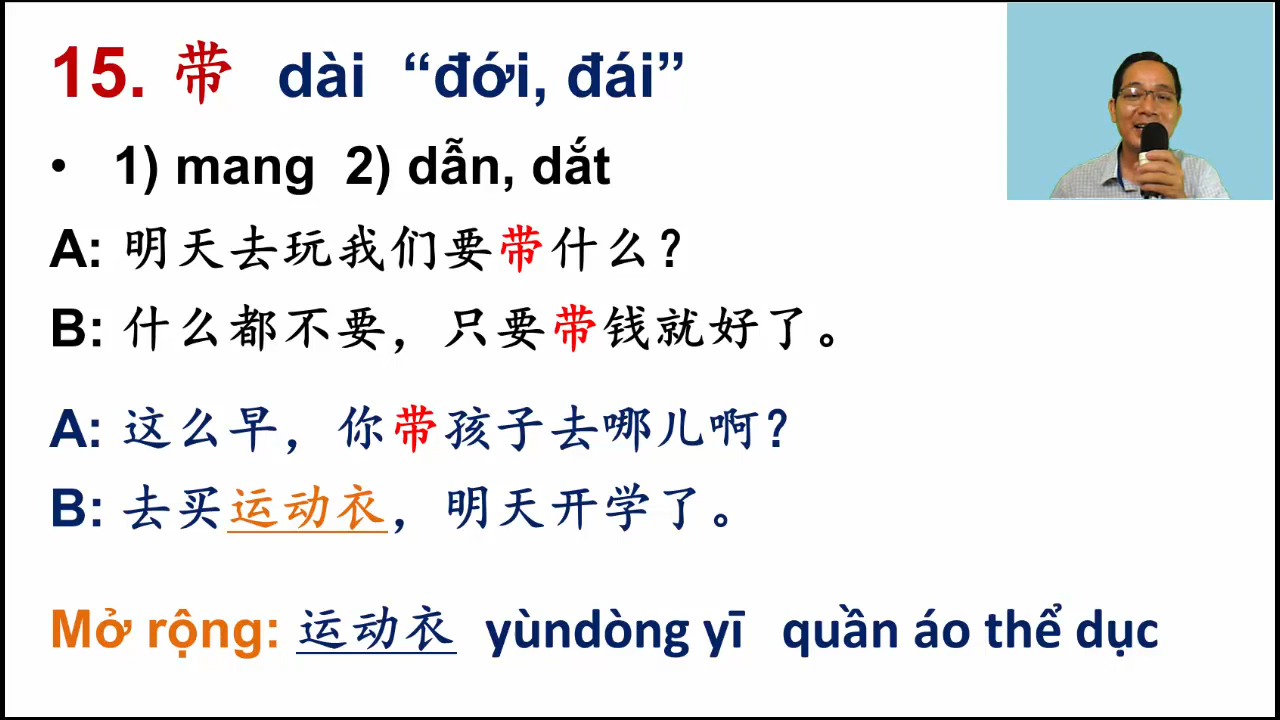 15. 带 dài “đới, đái”
• 1) mang 2) dẫn, dắt
A: 明天去玩我们要带什么？
B: 什么都不要，只要带钱就好了。
A: 这么早，你带孩子去哪儿啊？
B: 去买运动衣，明天开学了。
Mở rộng: 运动衣 yùndòng yī quần áo thể dục